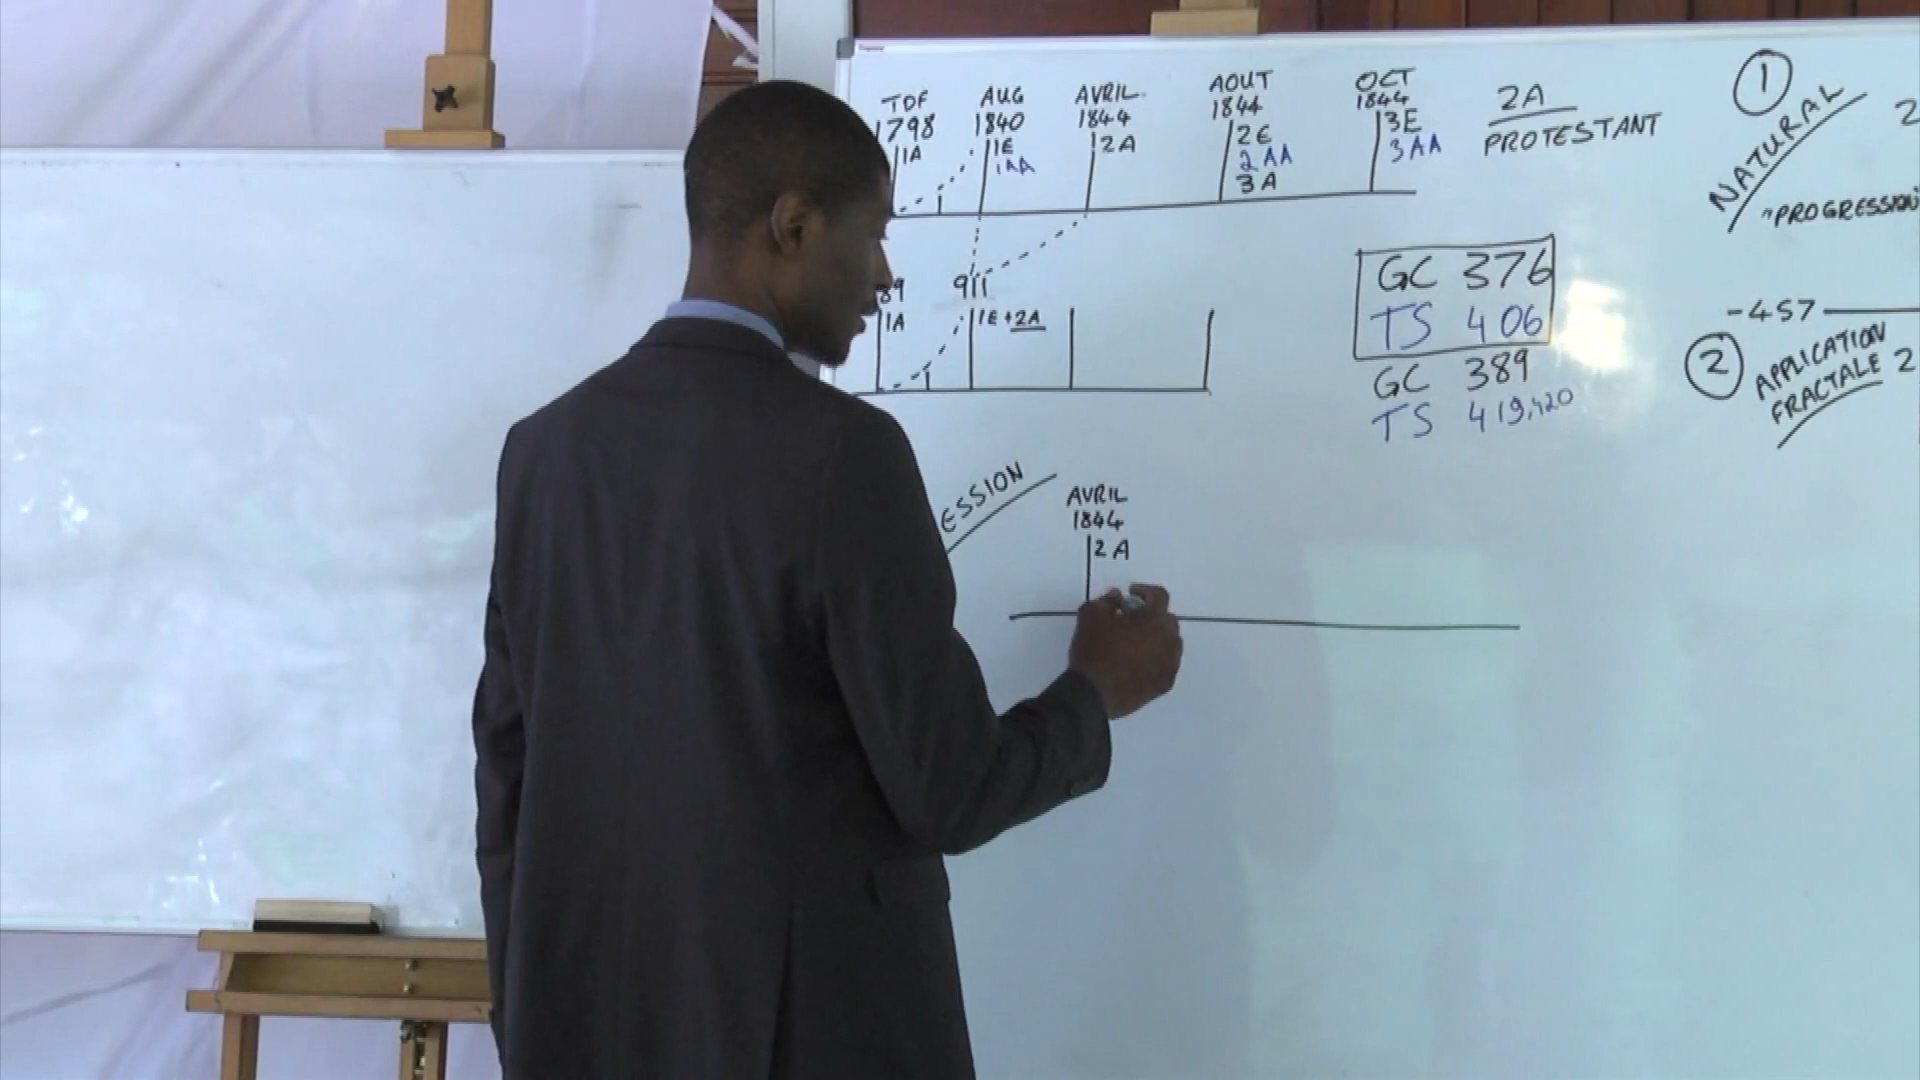 TDF
1798
1A
AUG
1840
1E
1AA
AVRIL
1844
2A
AOUT
1844
2E
2AA
3A
OCT
1844
3E
3AA
2A
PROTESTANT
1
NATURAL
2
"PROGRESSION"
89
1A
911
1E+2A
GC 376
TS 406
GC 389
TS 419,420
-457
2
APPLICATION
FRACTALE 2
ESSION
AVRIL
1844
2A